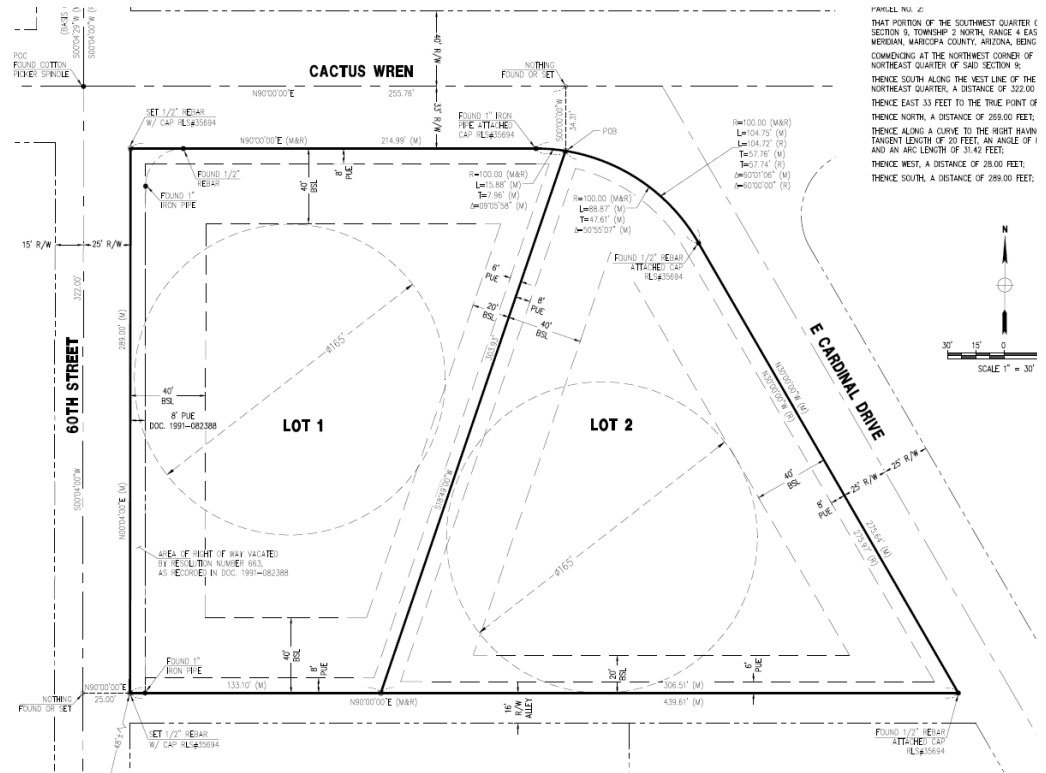 PARCEL NO. 2:
THAT PORTION OF THE SOUTHWEST QUARTER O
SECTION 9, TOWNSHIP 2 NORTH, RANGE 4 EAS
MERIDIAN, MARICOPA COUNTY, ARIZONA, BEING
COMMENCING AT THE NORTHWEST CORNER OF
NORTHEAST QUARTER OF SAID SECTION 9;
THENCE SOUTH ALONG THE VEST LINE OF THE
NORTHEAST QUARTER, A DISTANCE OF 322.00
THENCE EAST 33 FEET TO THE TRUE POINT OF
THENCE NORTH, A DISTANCE OF 269.00 FEET;
THENCE ALONG A CURVE TO THE RIGHT HAVING
TANGENT LENGTH OF 20 FEET, AN ANGLE OF
AND AN ARC LENGTH OF 31.42 FEET;
THENCE WEST, A DISTANCE OF 28.00 FEET;
THENCE SOUTH, A DISTANCE OF 289.00 FEET;
(BASIS
S00°04'29"W (
S00°04'00"W (
POC
FOUND COTTON
PICKER SPINDLE
40' R/W
CACTUS WREN
NOTHING
FOUND OR SET
N90°00'00"E
255.76'
33' R/W
SET 1/2" REBAR
W/ CAP RLS#35694
FOUND 1" IRON
PIPE ATTACHED
CAP RLS#35694
S00°00'00"W
34.31'
POB
N90°00'00"E (M&R)
214.99' (M)
R=100.00 (M&R)
L=104.75' (M)
L=104.72' (R)
T=57.76' (M)
T=57.74' (R)
Δ=60°01'06" (M)
Δ=60°00'00" (R)
FOUND 1/2"
REBAR
40'
BSL
8'
PUE
R=100.00 (M&R)
L=15.88' (M)
T=7.96' (M)
Δ=09°05'58" (M)
R=100.00 (M&R)
L=88.87' (M)
T=47.61' (M)
Δ=50°55'07" (M)
FOUND 1"
IRON PIPE
15' R/W
25' R/W
FOUND 1/2" REBAR
ATTACHED CAP
RLS#35694
N
322.00'
289.00' (M)
6'
PUE
8'
PUE
20'
BSL
40'
BSL
ø165'
303.93'
60TH STREET
E CARDINAL DRIVE
30' 15' 0
SCALE 1" = 30'
N30°00'00"W (M)
N30°00'00"W (R)
40'
BSL
8' PUE
DOC. 1991-082388
LOT 1
LOT 2
S00°04'00"W
N00°04'00"E (M)
S18°49'00"W
40'
BSL
25' R/W
25' R/W
8'
PUE
275.64' (M)
275.97' (R)
ø165'
AREA OF RIGHT OF WAY VACATED
BY RESOLUTION NUMBER 663,
AS RECORDED IN DOC. 1991-082388
FOUND 1"
IRON PIPE
40'
BSL
8'
PUE
20'
BSL
6'
PUE
N90°00'00"E
25.00'
133.10' (M)
306.51' (M)
NOTHING
FOUND OR SET
N90°00'00"E (M&R)
439.61' (M)
16'
R/W
ALLEY
48'±
SET 1/2" REBAR
W/ CAP RLS#35694
FOUND 1/2" REBAR
ATTACHED CAP
RLS#35694